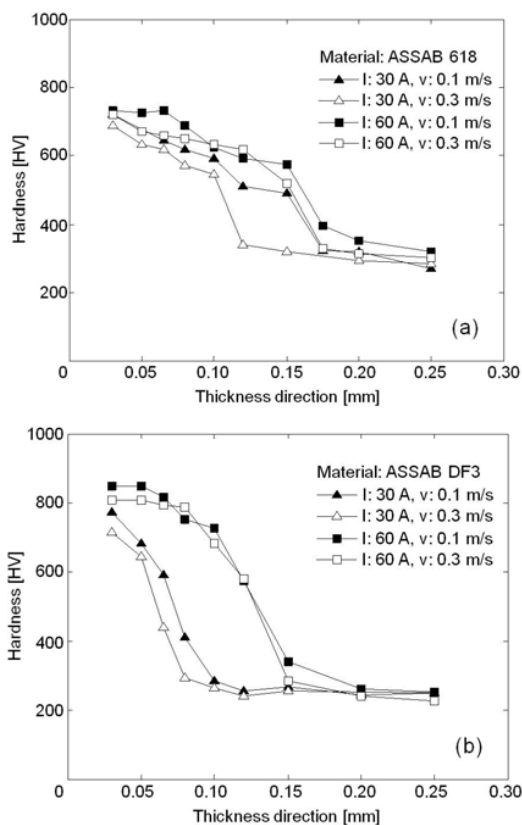 1000
800
600
400
200
0
Hardness [HV]
Material: ASSAB 618
I: 30 A, v: 0.1 m/s
I: 30 A, v: 0.3 m/s
I: 60 A, v: 0.1 m/s
I: 60 A, v: 0.3 m/s
(a)
0.05 0.10 0.15 0.20 0.25 0.30
Thickness direction [mm]
1000
800
600
400
200
0
Hardness [HV]
Material: ASSAB DF3
I: 30 A, v: 0.1 m/s
I: 30 A, v: 0.3 m/s
I: 60 A, v: 0.1 m/s
I: 60 A, v: 0.3 m/s
(b)
0.05 0.10 0.15 0.20 0.25 0.30
Thickness direction [mm]